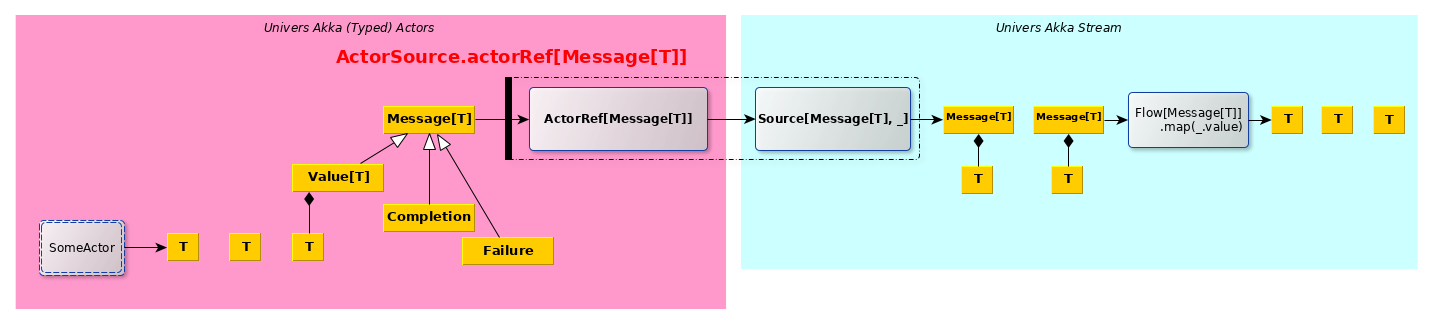 Univers Akka (Typed) Actors
Univers Akka Stream
ActorSource.actorRef[Message[T]]
Message[T]
ActorRef[Message[T]]
Source[Message[T], _]
Message[T]
Message[T]
Flow[Message[T]]
.map(_.value)
T
T
T
Value[T]
T
T
Completion
SomeActor
T
T
T
Failure